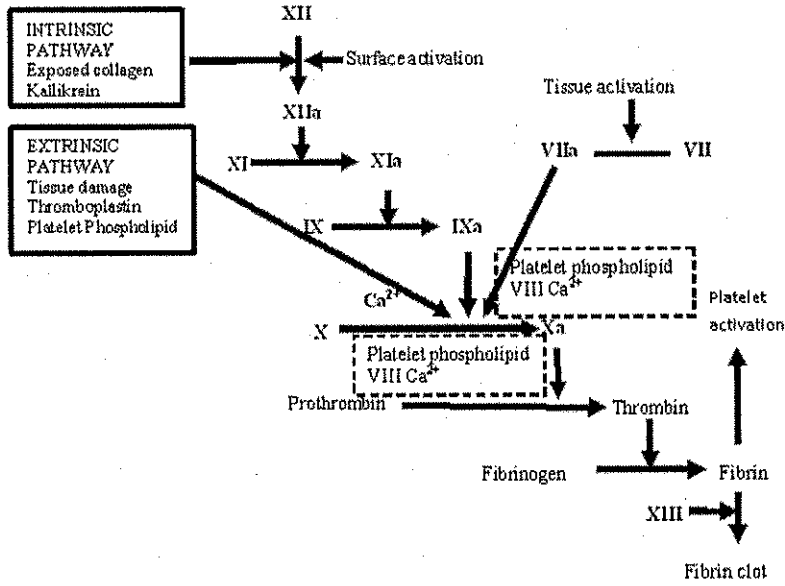 XII
INTRINSIC
PATHWAY
Exposed collagen
Kallikrein
Surface activation
XIIa
Tissue activation
EXTRINSIC
PATHWAY
Tissue damage
Thromboplastin
Platelet Phospholipid
XI
XIa
VIIa
VII
IX
IXa
Platelet phospholipid
VIII Ca2+
Ca2+
Platelet
activation
X
Xa
Platelet phospholipid
VIII Ca2+
Prothrombin
Thrombin
Fibrinogen
Fibrin
XIII
Fibrin clot